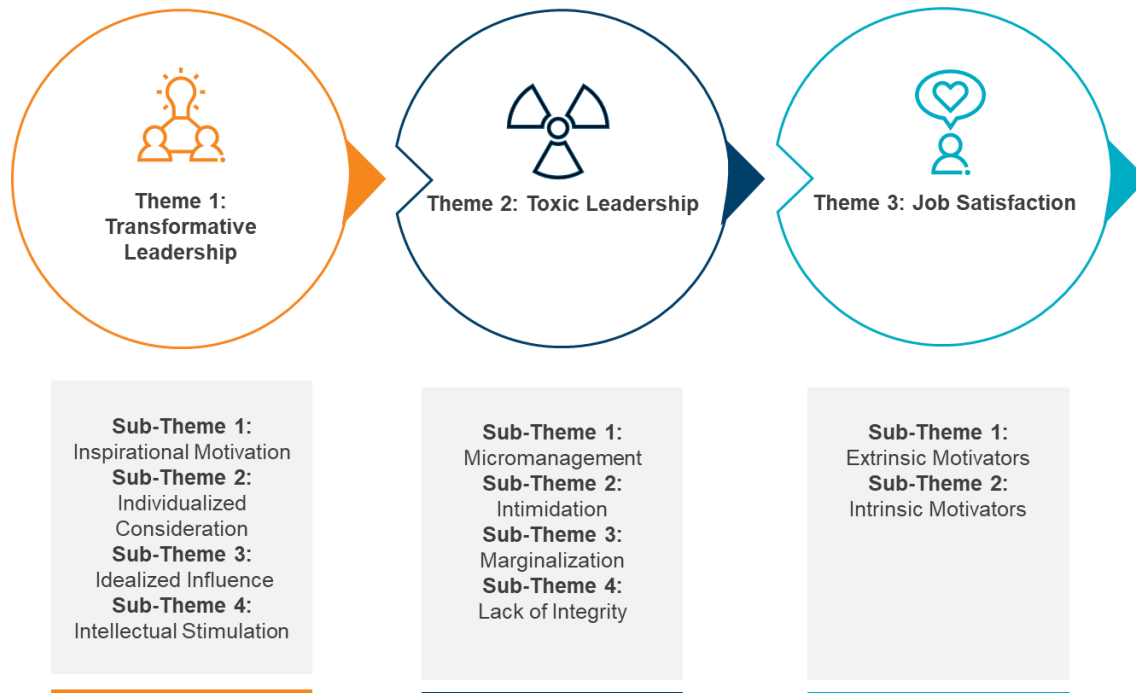 Theme 1:
Transformative
Leadership
Theme 2: Toxic Leadership
Theme 3: Job Satisfaction
Sub-Theme 1:
Inspirational Motivation
Sub-Theme 2:
Individualized
Consideration
Sub-Theme 3:
Idealized Influence
Sub-Theme 4:
Intellectual Stimulation
Sub-Theme 1:
Micromanagement
Sub-Theme 2:
Intimidation
Sub-Theme 3:
Marginalization
Sub-Theme 4:
Lack of Integrity
Sub-Theme 1:
Extrinsic Motivators
Sub-Theme 2:
Intrinsic Motivators